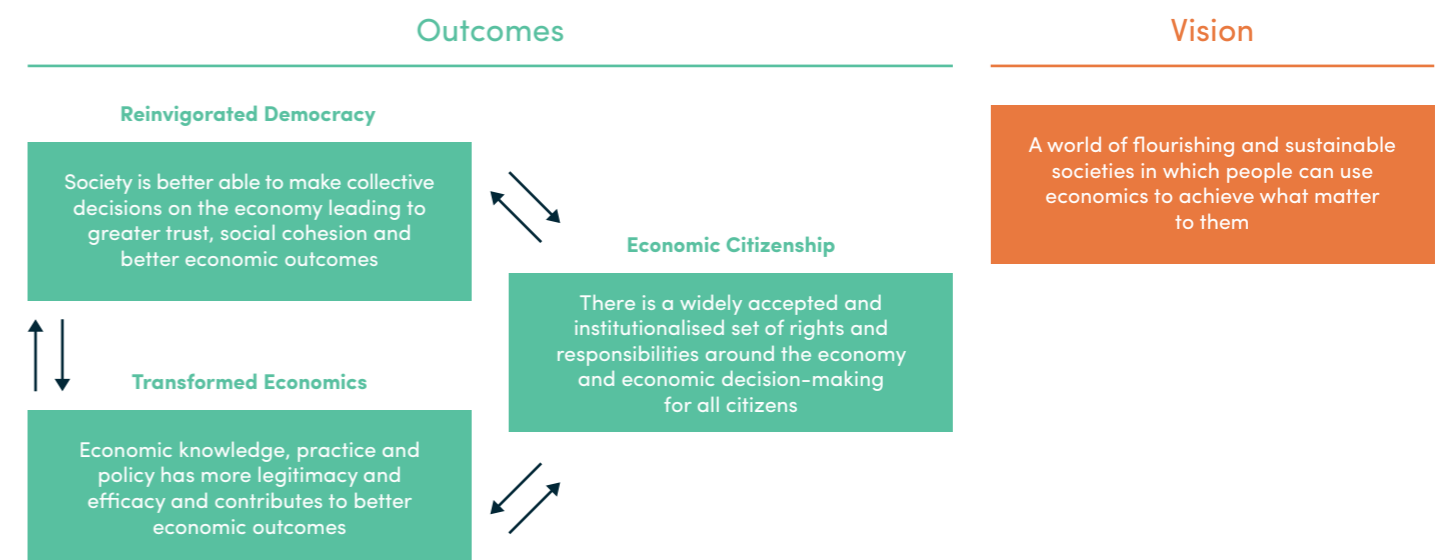 Outcomes
Reinvigorated Democracy
Society is better able to make collective
decisions on the economy leading to
greater trust, social cohesion and
better economic outcomes
Transformed Economics
Economic knowledge, practice and
policy has more legitimacy and
efficacy and contributes to better
economic outcomes
Economic Citizenship
There is a widely accepted and
institutionalised set of rights and
responsibilities around the economy
and economic decision-making
for all citizens
Vision
A world of flourishing and sustainable
societies in which people can use
economics to achieve what matter
to them